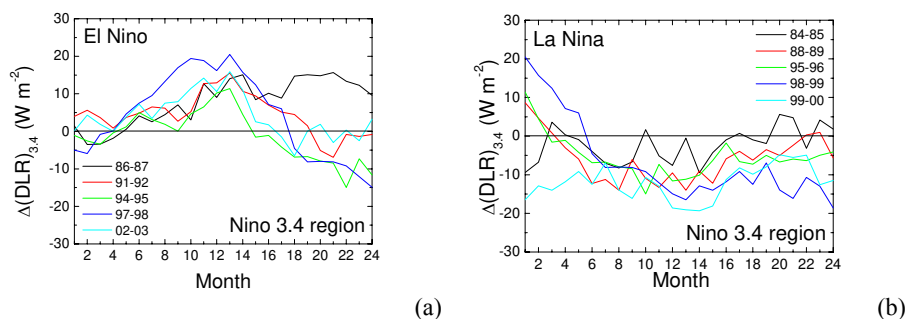 El Nino
Δ(DLR)3.4 (W m-2)
30
20
10
0
-10
-20
-30
86-87
91-92
94-95
97-98
02-03
Nino 3.4 region
2 4 6 8 10 12 14 16 18 20 22 24
Month
(a)
La Nina
Δ(DLR)3.4 (W m-2)
30
20
10
0
-10
-20
-30
84-85
88-89
95-96
98-99
99-00
Nino 3.4 region
2 4 6 8 10 12 14 16 18 20 22 24
Month
(b)